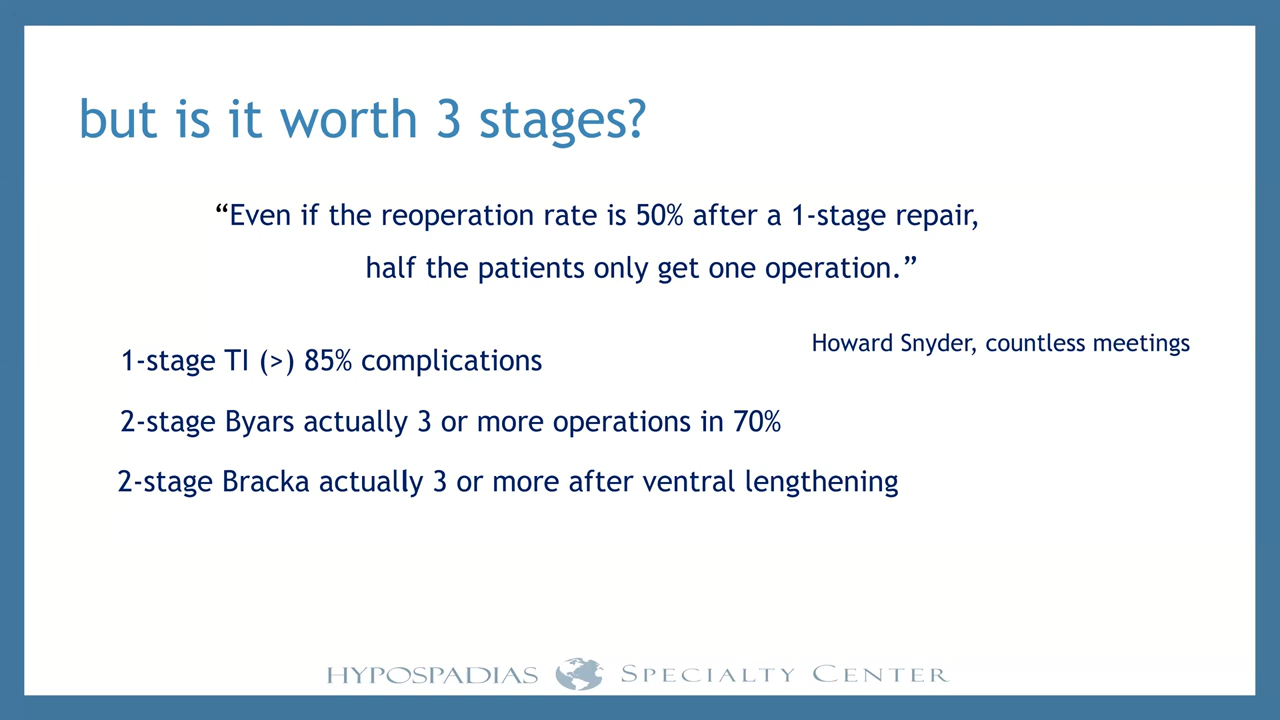 but is it worth 3 stages?
“Even if the reoperation rate is 50% after a 1-stage repair,
half the patients only get one operation.”
Howard Snyder, countless meetings
1-stage TI (>) 85% complications
2-stage Byars actually 3 or more operations in 70%
2-stage Bracka actually 3 or more after ventral lengthening
HYPOSPADIAS SPECIALTY CENTER